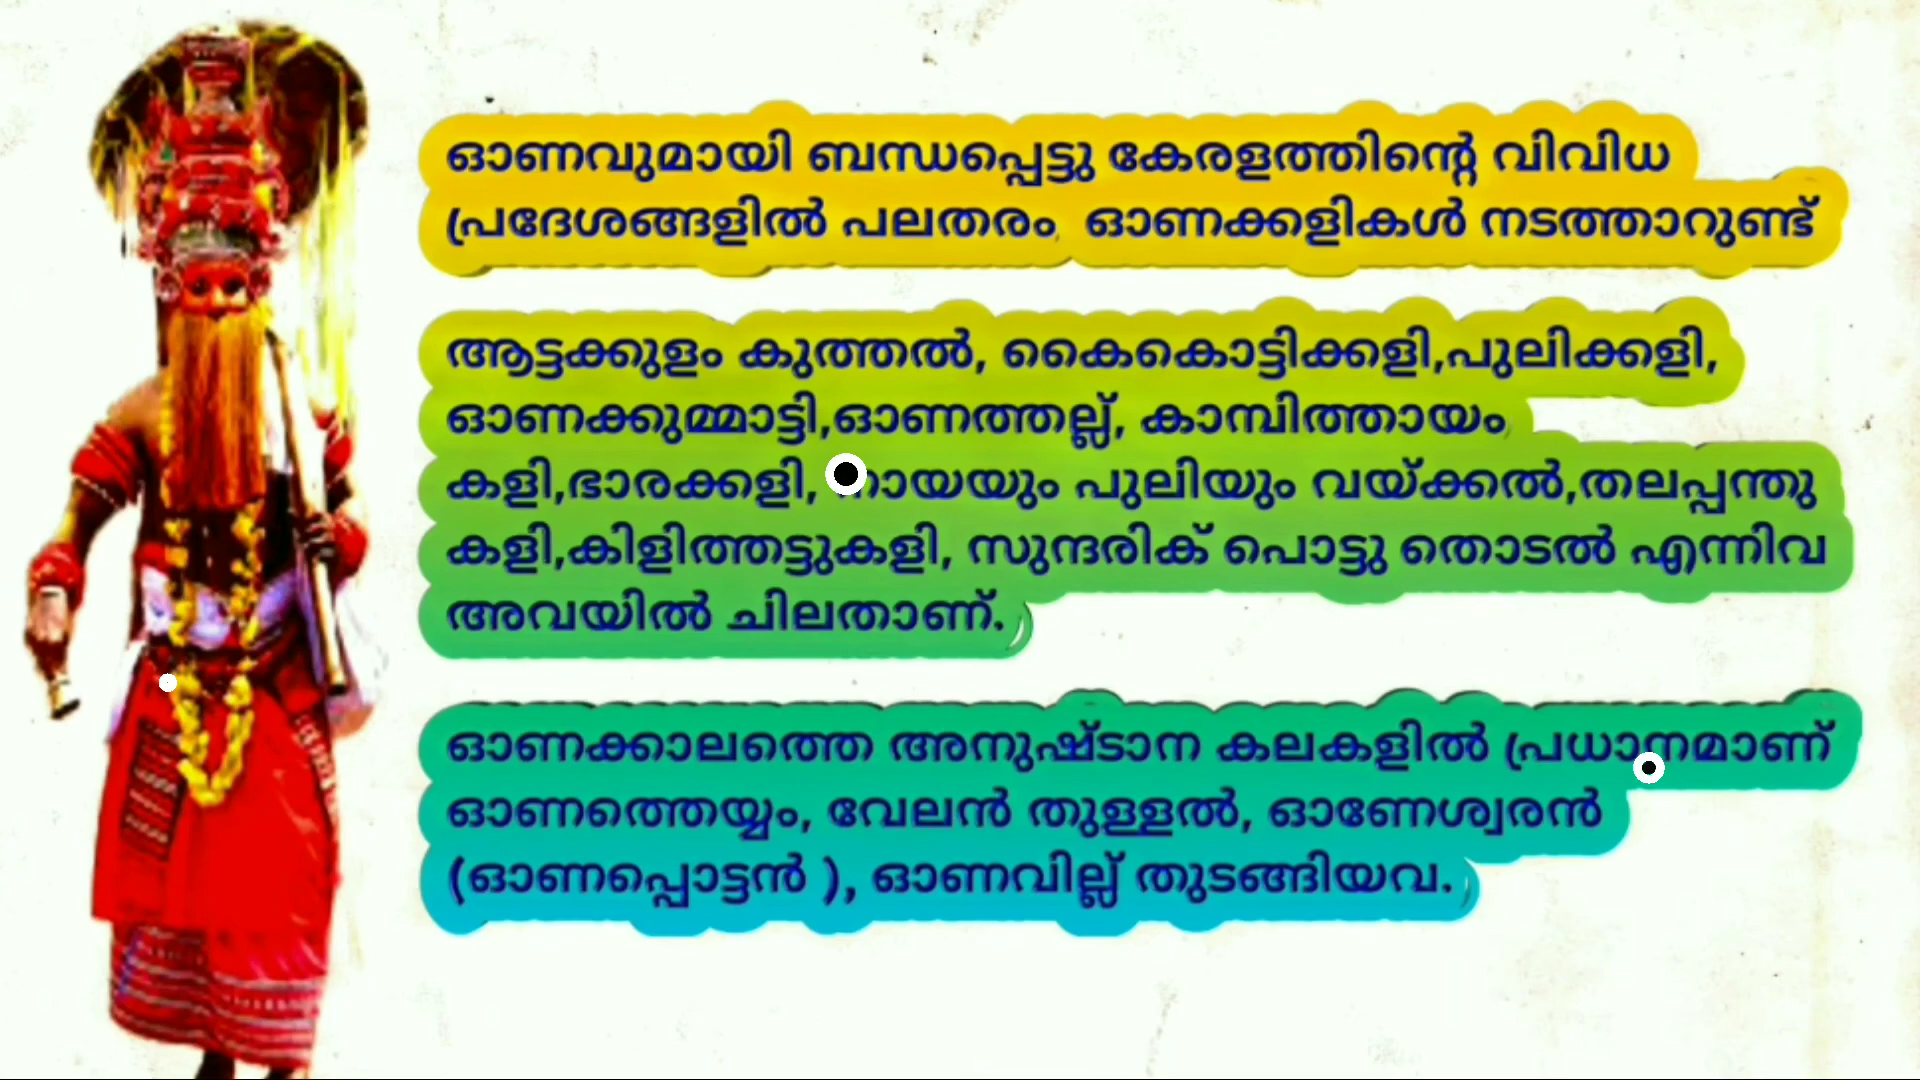 ഓണവുമായി ബന്ധപ്പെട്ടു കേരളത്തിന്റെ വിവിധ
പ്രദേശങ്ങളിൽ പലതരം ഓണക്കളികൾ നടത്താറുണ്ട്
ആട്ടക്കുളം കുത്തൽ, കൈകൊട്ടിക്കളി,പുലിക്കളി,
ഓണക്കുമ്മാട്ടി,ഓണത്തല്ല്, കാമ്പിത്തായം
കളി,ഭാരക്കളി, പുലിയും വയ്ക്കൽ,തലപ്പന്തു
കളി,കിളിത്തട്ടുകളി, സുന്ദരിക് പൊട്ടു തൊടൽ എന്നിവ
അവയിൽ ചിലതാണ്.
ഓണക്കാലത്തെ അനുഷ്ടാന കലകളിൽ പ്രധാനമാണ്
ഓണത്തെയ്യം, വേലൻ തുള്ളൽ, ഓണേശ്വരൻ
(ഓണപ്പൊട്ടൻ ), ഓണവില്ല് തുടങ്ങിയവ.